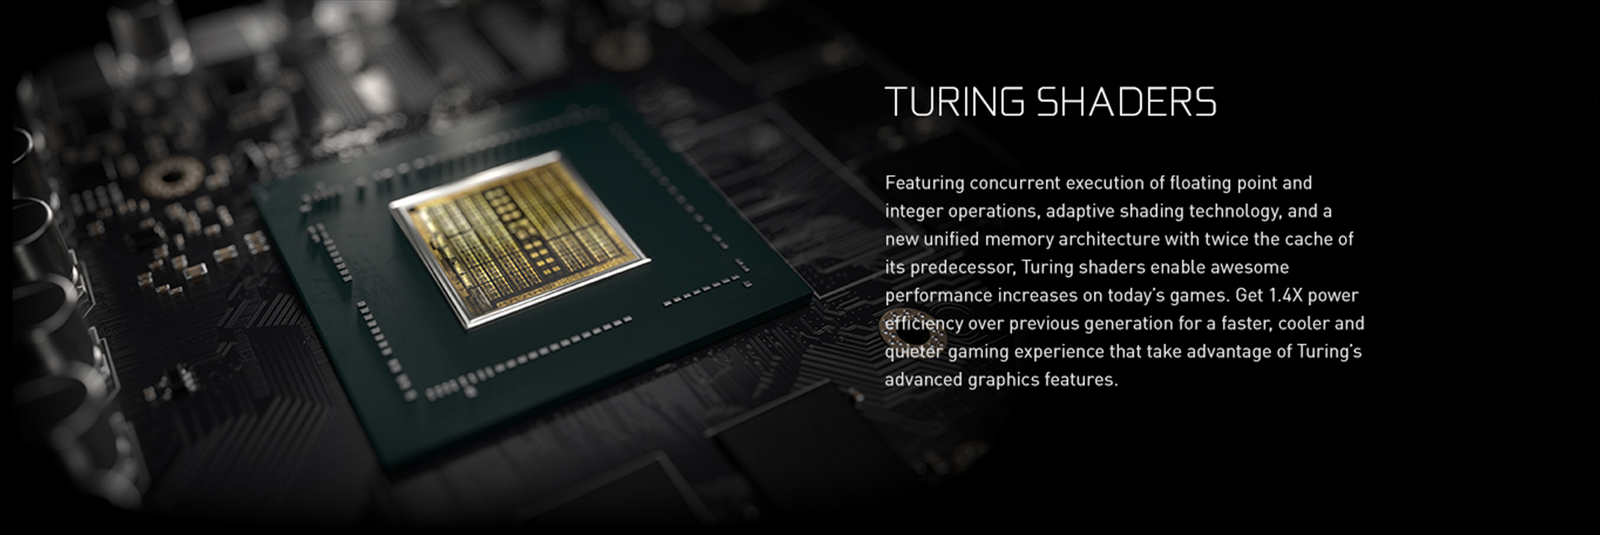 TURING SHADERS
Featuring concurrent execution of floating point and
integer operations, adaptive shading technology, and a
new unified memory architecture with twice the cache of
its predecessor, Turing shaders enable awesome
performance increases on today's games. Get 1.4X power
efficiency over previous generation for a faster, cooler and
quieter gaming experience that take advantage of Turing's
advanced graphics features.